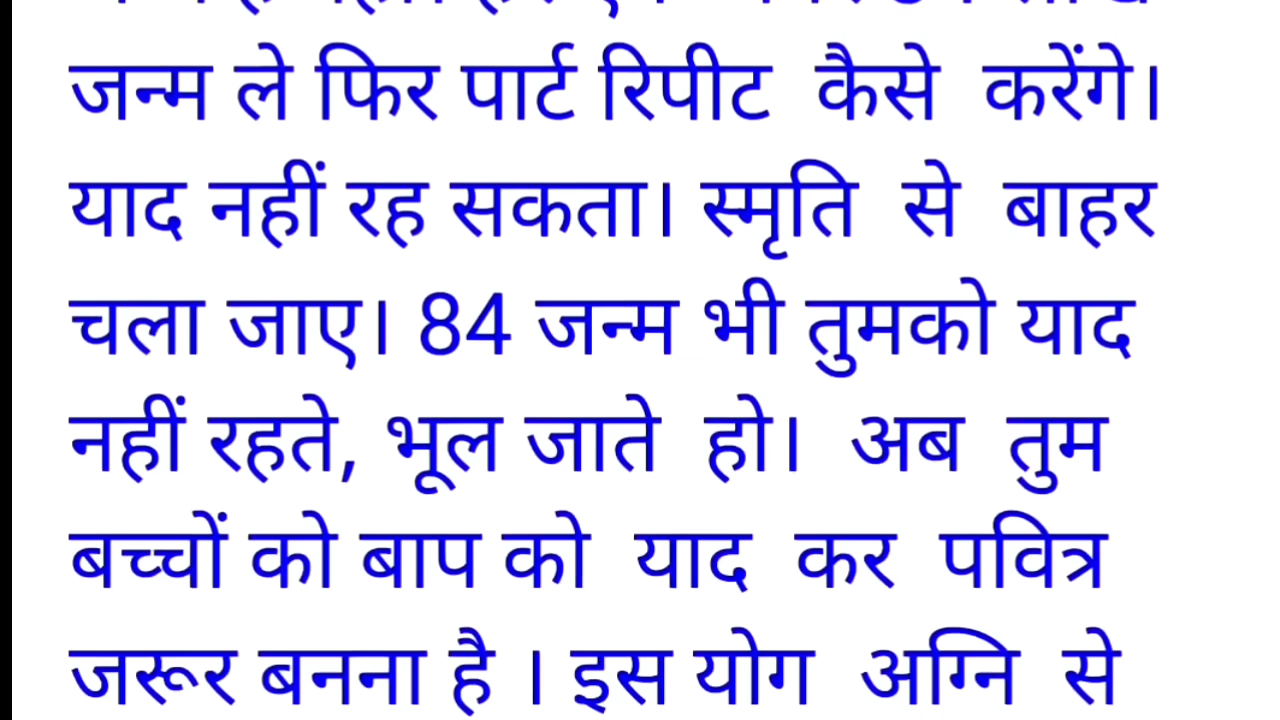 जन्म ले फिर पार्ट रिपीट कैसे करेंगे।
याद नहीं रह सकता। स्मृति से बाहर
चला जाए। 84 जन्म भी तुमको याद
नहीं रहते, भूल जाते हो। अब तुम
बच्चों को बाप को याद कर पवित्र
जरूर बनना है । इस योग अग्नि से